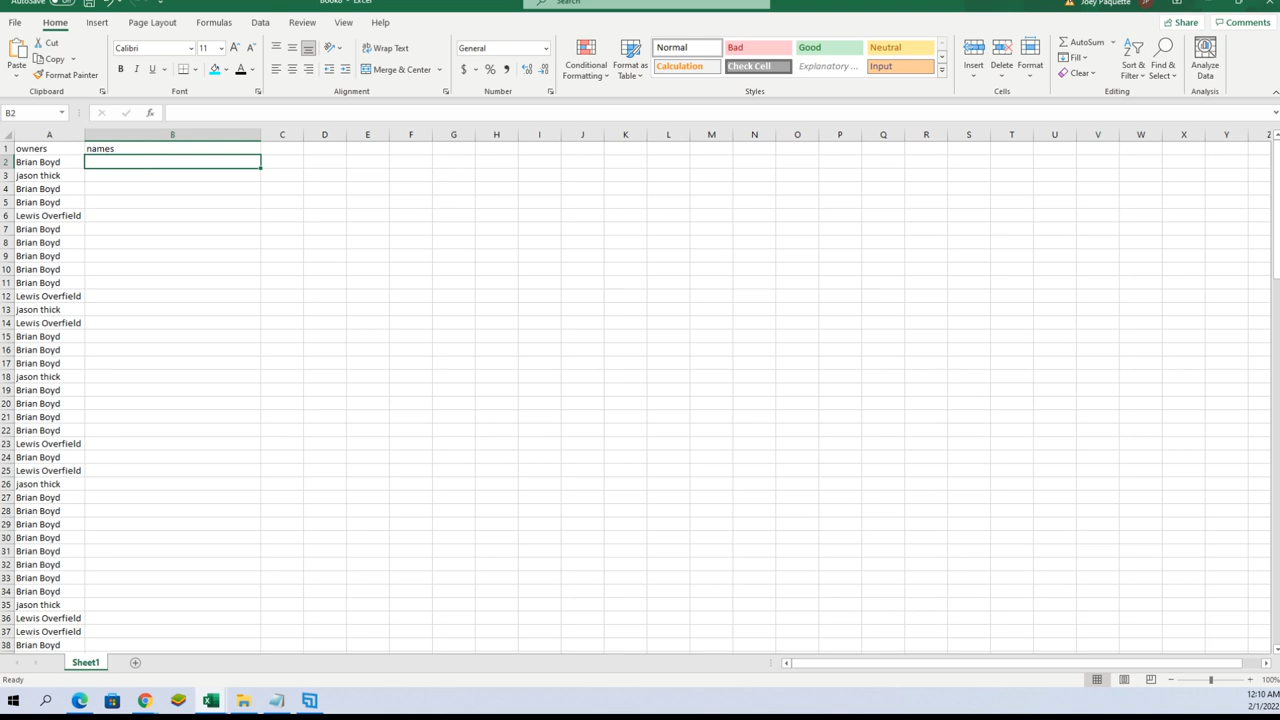 AutoSave Off Book8 - Excel Search Joey Paquette JP
File Home Insert Page Layout Formulas Data Review View Help Share Comments
Paste Cut Copy Format Painter
Calibri 11 B I U A
Wrap Text Merge & Center
General $ % ,
Conditional Formatting Format as Table
Normal Bad Good Neutral
Calculation Check Cell Explanatory ... Input
Insert Delete Format
AutoSum Fill Clear
Sort & Filter Find & Select Analyze Data
Clipboard Font Alignment Number Styles Cells Editing Analysis
B2 fx
A B C D E F G H I J K L M N O P Q R S T U V W X Y Z
1 owners names
2 Brian Boyd
3 jason thick
4 Brian Boyd
5 Brian Boyd
6 Lewis Overfield
7 Brian Boyd
8 Brian Boyd
9 Brian Boyd
10 Brian Boyd
11 Brian Boyd
12 Lewis Overfield
13 jason thick
14 Lewis Overfield
15 Brian Boyd
16 Brian Boyd
17 Brian Boyd
18 jason thick
19 Brian Boyd
20 Brian Boyd
21 Brian Boyd
22 Brian Boyd
23 Lewis Overfield
24 Brian Boyd
25 Lewis Overfield
26 jason thick
27 Brian Boyd
28 Brian Boyd
29 Brian Boyd
30 Brian Boyd
31 Brian Boyd
32 Brian Boyd
33 Brian Boyd
34 Brian Boyd
35 jason thick
36 Lewis Overfield
37 Lewis Overfield
38 Brian Boyd
Sheet1
Ready 100%
12:10 AM
2/1/2022